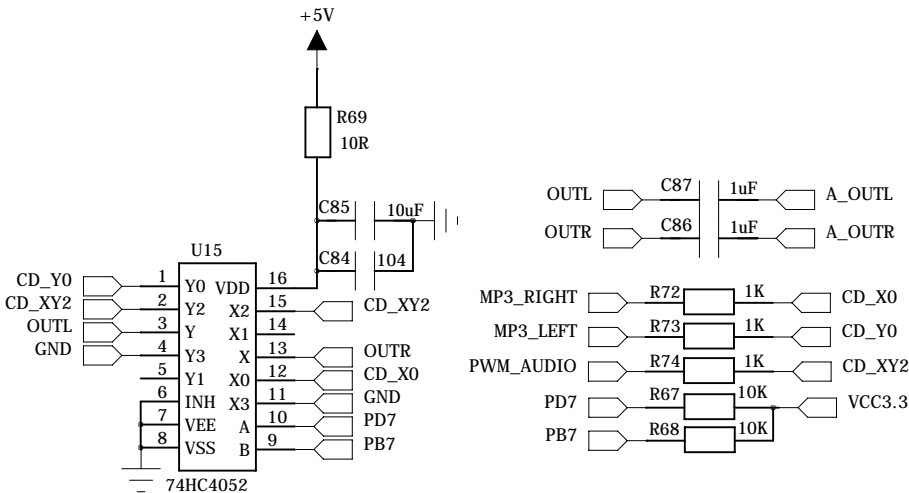 +5V
R69
10R
C85 10uF
C84 104
U15
CD_Y0 1 Y0 VDD 16
CD_XY2 2 Y2 X2 15 CD_XY2
OUTL 3 Y X1 14
GND 4 Y3 X 13 OUTR
5 Y1 X0 12 CD_X0
6 INH X3 11 GND
7 VEE A 10 PD7
8 VSS B 9 PB7
74HC4052
OUTL C87 1uF A_OUTL
OUTR C86 1uF A_OUTR
MP3_RIGHT R72 1K CD_X0
MP3_LEFT R73 1K CD_Y0
PWM_AUDIO R74 1K CD_XY2
PD7 R67 10K VCC3.3
PB7 R68 10K